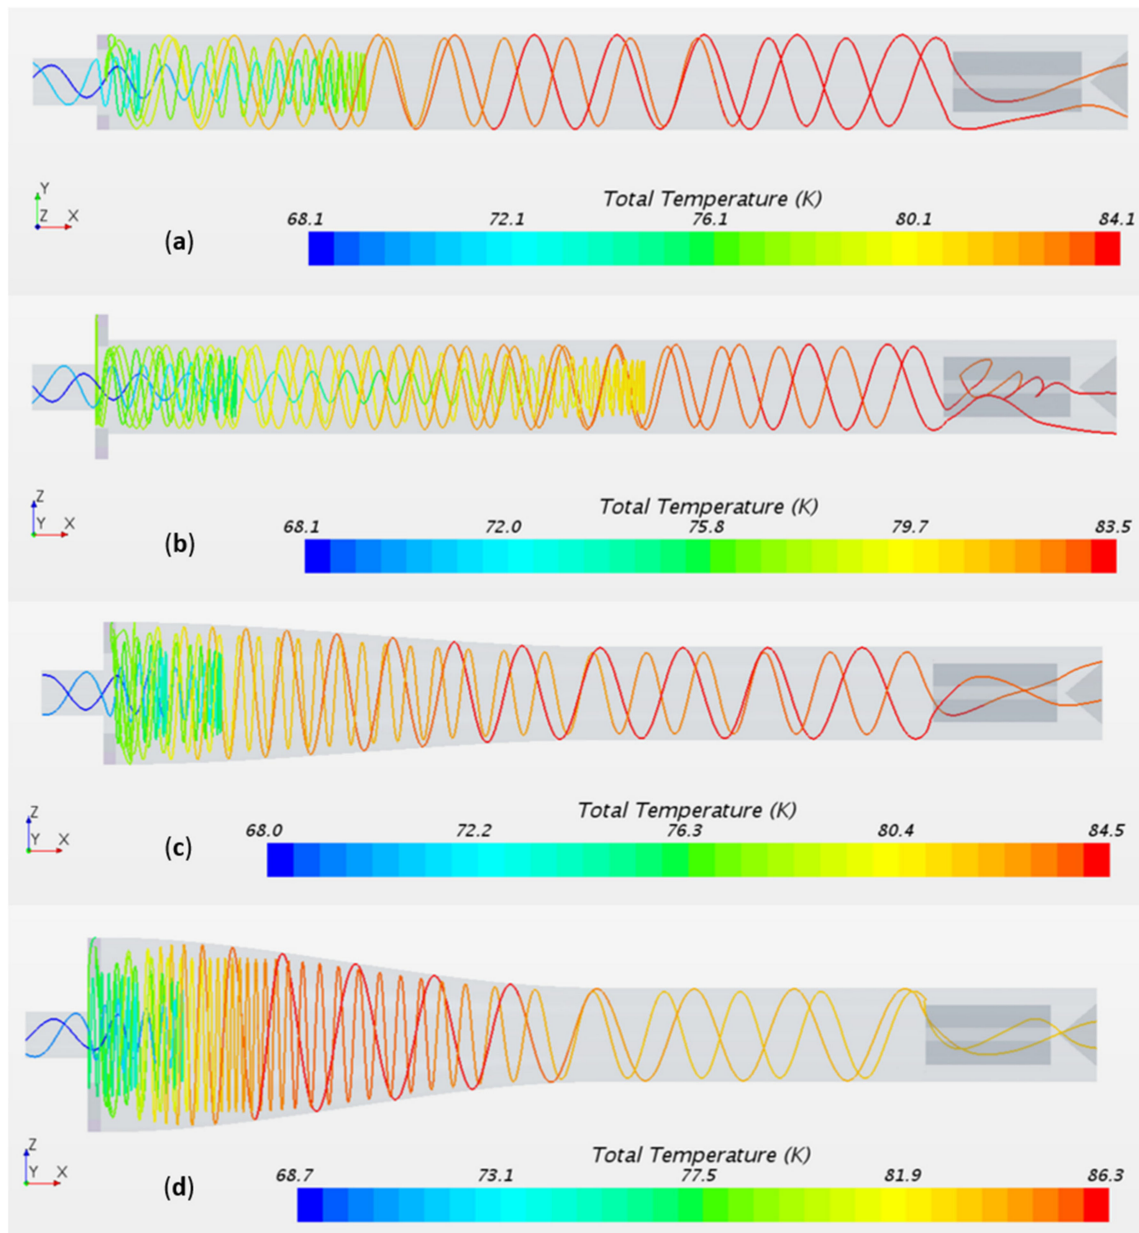 Y
Z X
(a)
Total Temperature (K)
68.1 72.1 76.1 80.1 84.1
Z
Y X
(b)
Total Temperature (K)
68.1 72.0 75.8 79.7 83.5
Z
Y X
(c)
Total Temperature (K)
68.0 72.2 76.3 80.4 84.5
Z
Y X
(d)
Total Temperature (K)
68.7 73.1 77.5 81.9 86.3